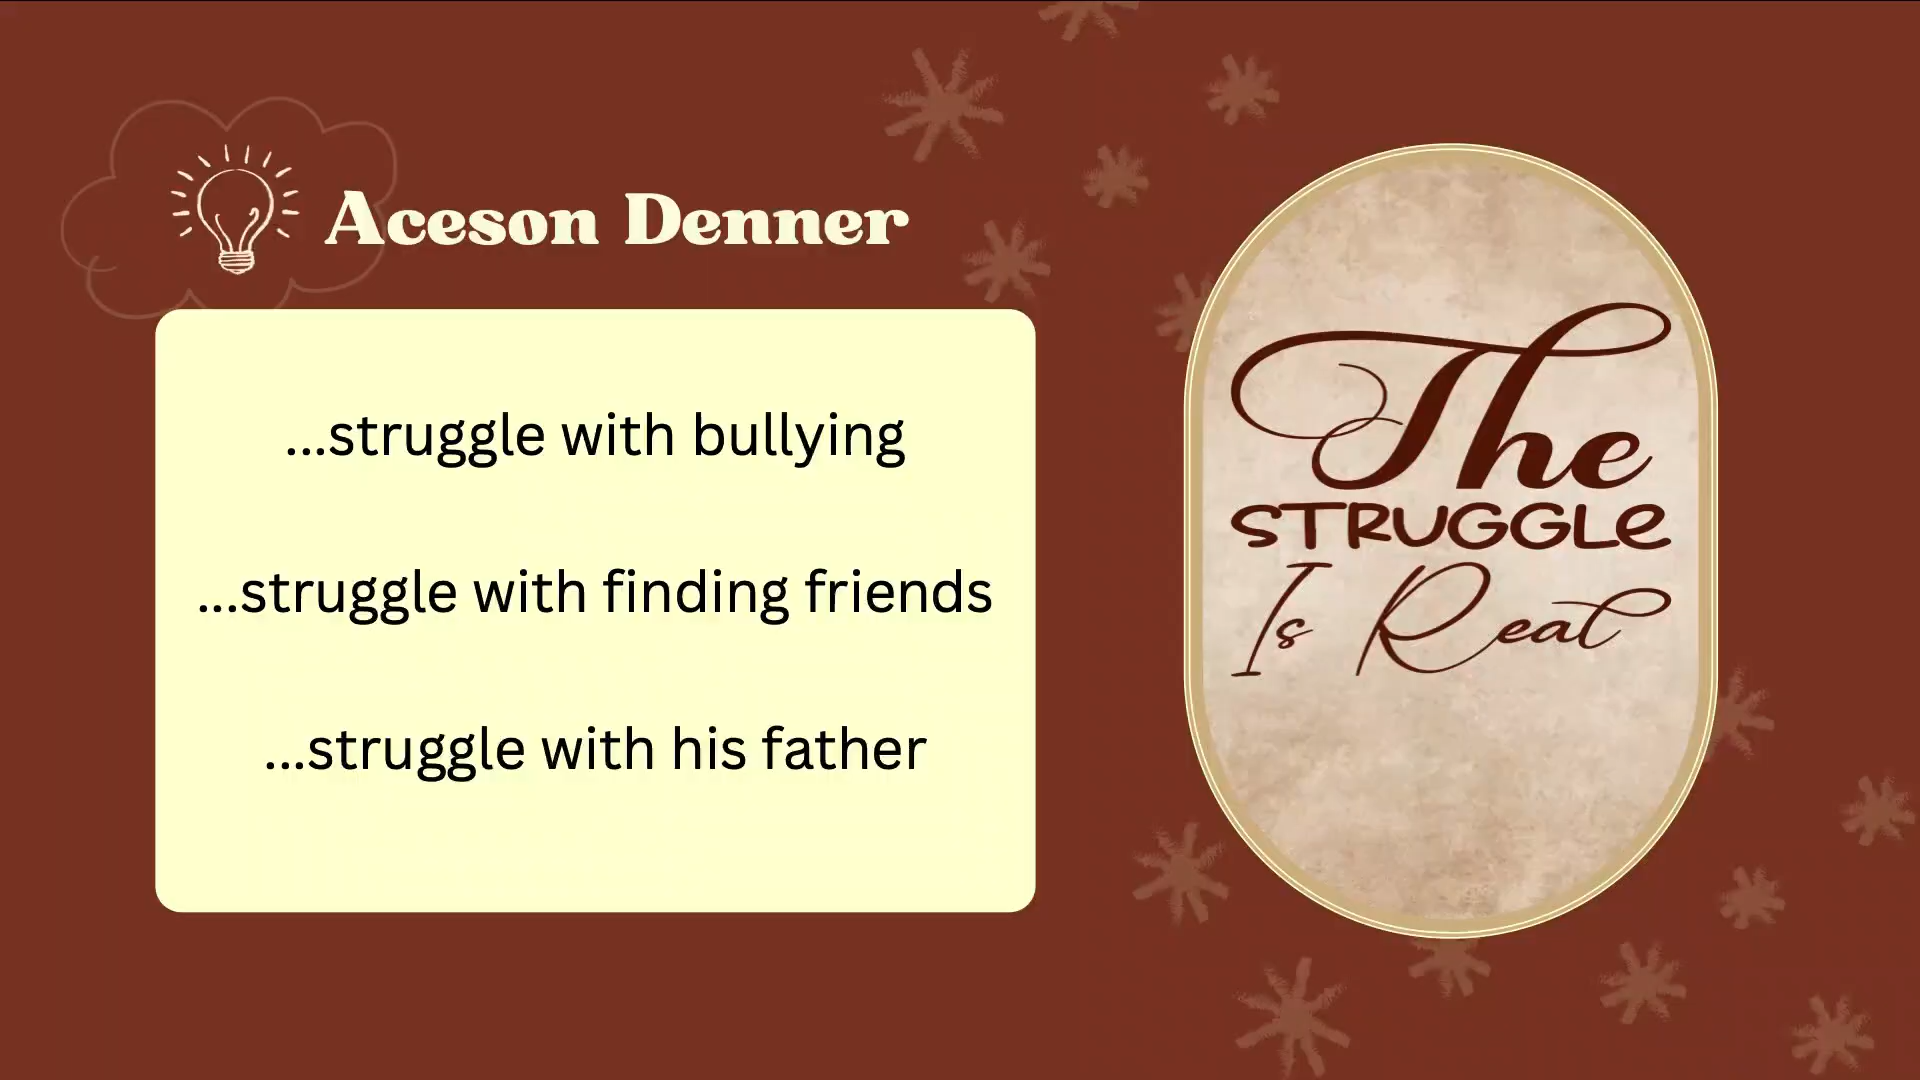 Aceson Denner
...struggle with bullying
...struggle with finding friends
...struggle with his father
The
STRUGGLe
Is Real